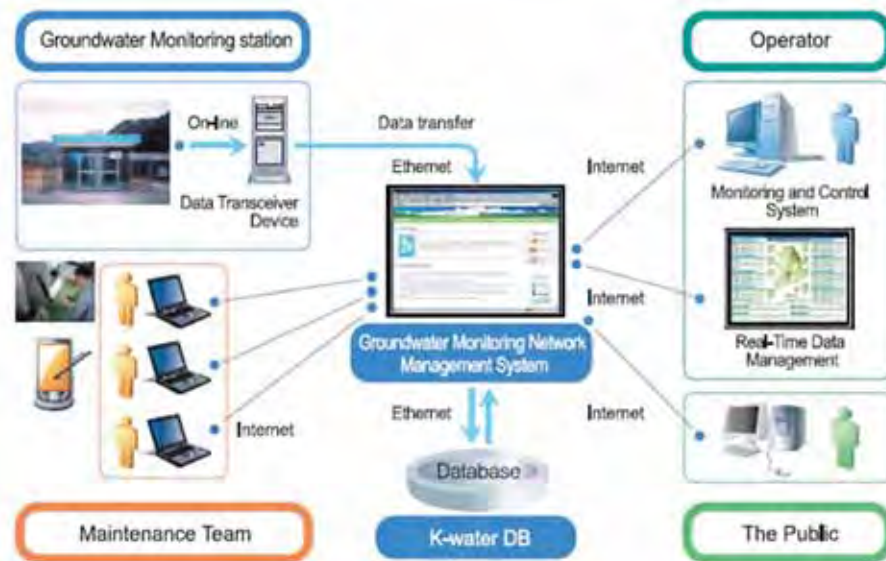 Groundwater Monitoring station
Operator
On-line
Data transfer
Ethernet
Internet
Data Transceiver
Device
Monitoring and Control
System
Internet
Groundwater Monitoring Network
Management System
Real-Time Data
Management
Ethernet
Internet
Internet
Database
Maintenance Team
K-water DB
The Public